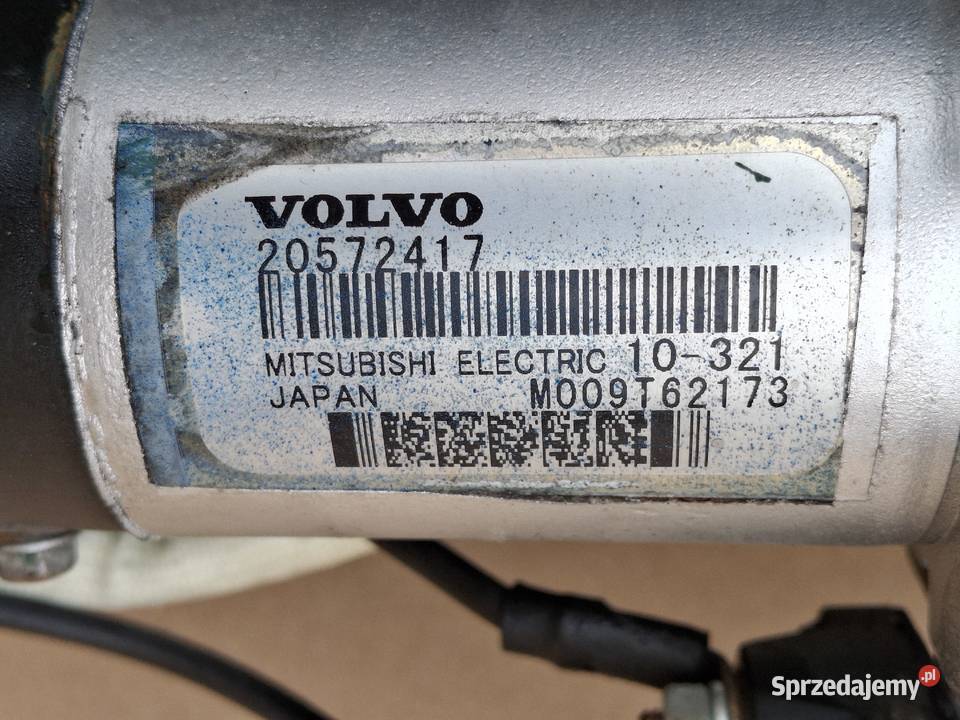 VOLVO
20572417
MITSUBISHI ELECTRIC 10-321
JAPAN M009T62173
Sprzedajemy.pl